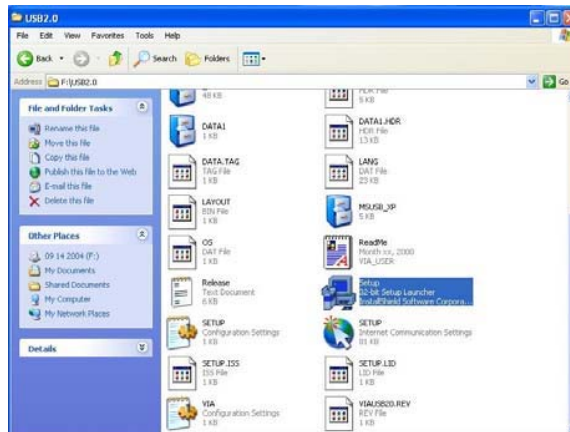 USB2.0
File Edit View Favorites Tools Help
Back Search Folders
Address F:\USB2.0 Go
File and Folder Tasks
Rename this file
Move this file
Copy this file
Publish this file to the Web
E-mail this file
Delete this file
Other Places
09 14 2004 (F:)
My Documents
Shared Documents
My Computer
My Network Places
Details
48 KB
HDR File
5 KB
DATA1
1 KB
DATA1.HDR
HDR File
13 KB
DATA.TAG
TAG File
1 KB
LANG
DAT File
23 KB
LAYOUT
BIN File
1 KB
MSUSB_XP
5 KB
OS
DAT File
1 KB
ReadMe
Month xx, 2000
VIA_USER
Release
Text Document
6 KB
Setup
32-bit Setup Launcher
InstallShield Software Corpora...
SETUP
Configuration Settings
1 KB
SETUP
Internet Communication Settings
81 KB
SETUP.ISS
ISS File
1 KB
SETUP.LID
LID File
1 KB
VIA
Configuration Settings
1 KB
VIAUSB20.REV
REV File
1 KB